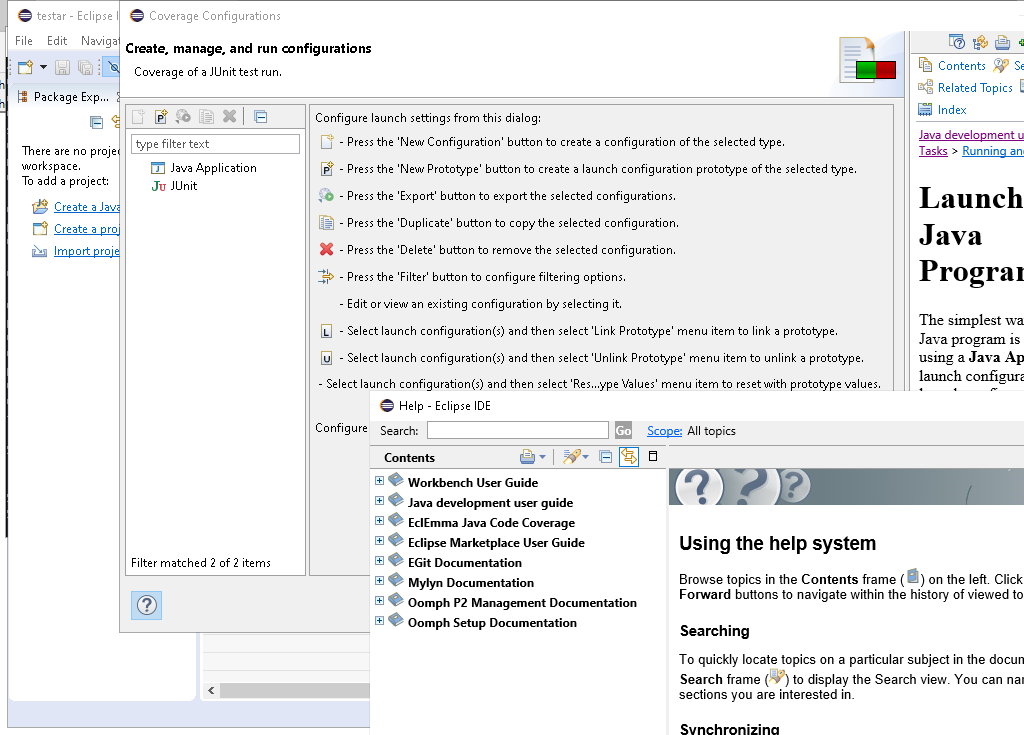 testar - Eclipse I
File Edit Navigat
Package Exp...
There are no projec
workspace.
To add a project:
Create a Java
Create a proj
Import proje
Coverage Configurations
Create, manage, and run configurations
Coverage of a JUnit test run.
type filter text
Java Application
JUnit
Filter matched 2 of 2 items
Configure launch settings from this dialog:
- Press the 'New Configuration' button to create a configuration of the selected type.
- Press the 'New Prototype' button to create a launch configuration prototype of the selected type.
- Press the 'Export' button to export the selected configurations.
- Press the 'Duplicate' button to copy the selected configuration.
- Press the 'Delete' button to remove the selected configuration.
- Press the 'Filter' button to configure filtering options.
- Edit or view an existing configuration by selecting it.
- Select launch configuration(s) and then select 'Link Prototype' menu item to link a prototype.
- Select launch configuration(s) and then select 'Unlink Prototype' menu item to unlink a prototype.
- Select launch configuration(s) and then select 'Res...ype Values' menu item to reset with prototype values.
Configure
Contents Se
Related Topics
Index
Java development u
Tasks > Running and
Launch
Java
Program
The simplest wa
Java program is
using a Java Ap
launch configura
Help - Eclipse IDE
Search: Go Scope: All topics
Contents
Workbench User Guide
Java development user guide
EclEmma Java Code Coverage
Eclipse Marketplace User Guide
EGit Documentation
Mylyn Documentation
Oomph P2 Management Documentation
Oomph Setup Documentation
Using the help system
Browse topics in the Contents frame ( ) on the left. Click
Forward buttons to navigate within the history of viewed to
Searching
To quickly locate topics on a particular subject in the docum
Search frame ( ) to display the Search view. You can nar
sections you are interested in.
Synchronizing